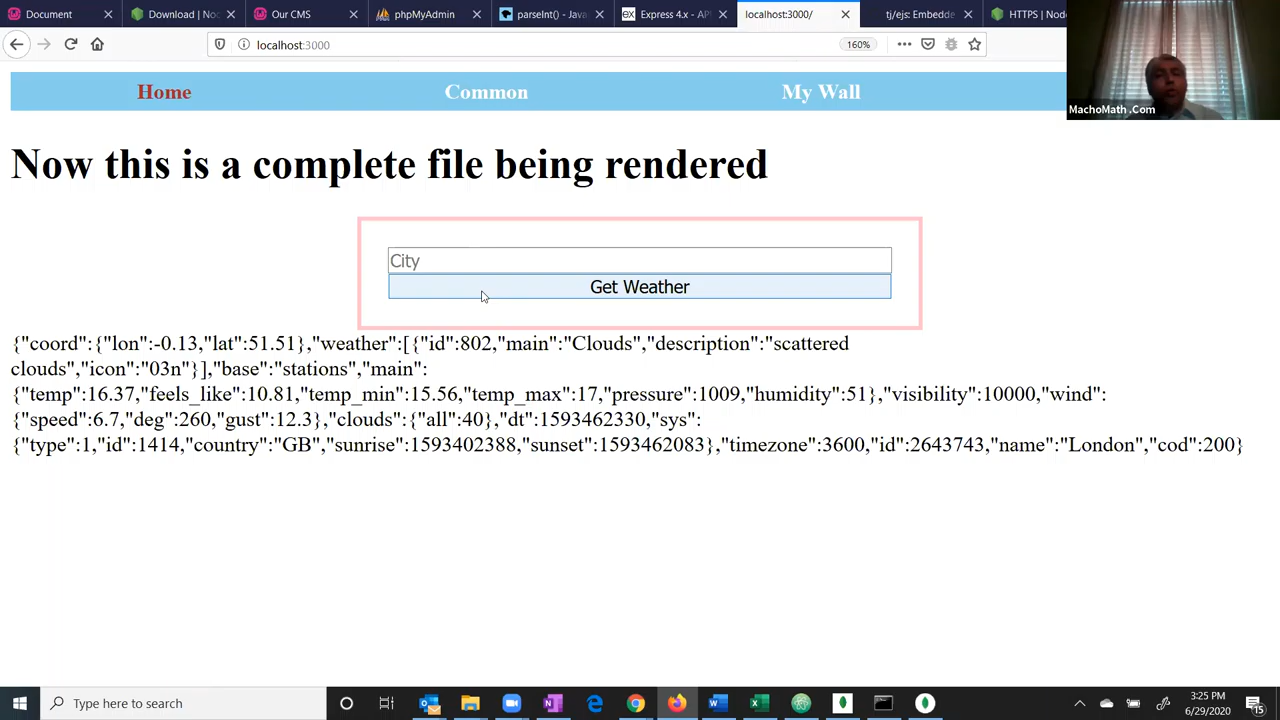 Document
Download | Noc
Our CMS
phpMyAdmin
parseInt() - Java
Express 4.x - API
localhost:3000/
tj/ejs: Embedde
HTTPS | Node
localhost:3000
160%
MachoMath .Com
Home
Common
My Wall
Now this is a complete file being rendered
City
Get Weather
{"coord":{"lon":-0.13,"lat":51.51},"weather":[{"id":802,"main":"Clouds","description":"scattered
clouds","icon":"03n"}],"base":"stations","main":
{"temp":16.37,"feels_like":10.81,"temp_min":15.56,"temp_max":17,"pressure":1009,"humidity":51},"visibility":10000,"wind":
{"speed":6.7,"deg":260,"gust":12.3},"clouds":{"all":40},"dt":1593462330,"sys":
{"type":1,"id":1414,"country":"GB","sunrise":1593402388,"sunset":1593462083},"timezone":3600,"id":2643743,"name":"London","cod":200}
Type here to search
3:25 PM
6/29/2020
15